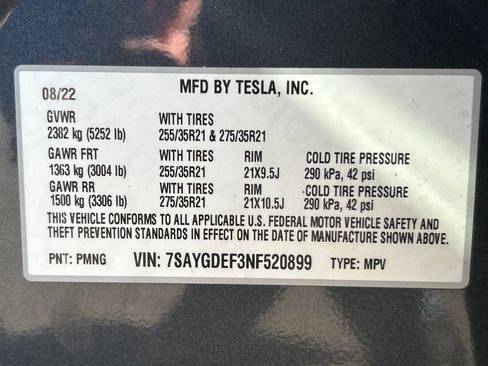 MFD BY TESLA, INC.
08/22
GVWR WITH TIRES
2382 kg (5252 lb) 255/35R21 & 275/35R21
GAWR FRT WITH TIRES RIM COLD TIRE PRESSURE
1363 kg (3004 lb) 255/35R21 21X9.5J 290 kPa, 42 psi
GAWR RR WITH TIRES RIM COLD TIRE PRESSURE
1500 kg (3306 lb) 275/35R21 21X10.5J 290 kPa, 42 psi
THIS VEHICLE CONFORMS TO ALL APPLICABLE U.S. FEDERAL MOTOR VEHICLE SAFETY AND
THEFT PREVENTION STANDARDS IN EFFECT ON THE DATE OF MANUFACTURE SHOWN ABOVE.
PNT: PMNG VIN: 7SAYGDEF3NF520899 TYPE: MPV